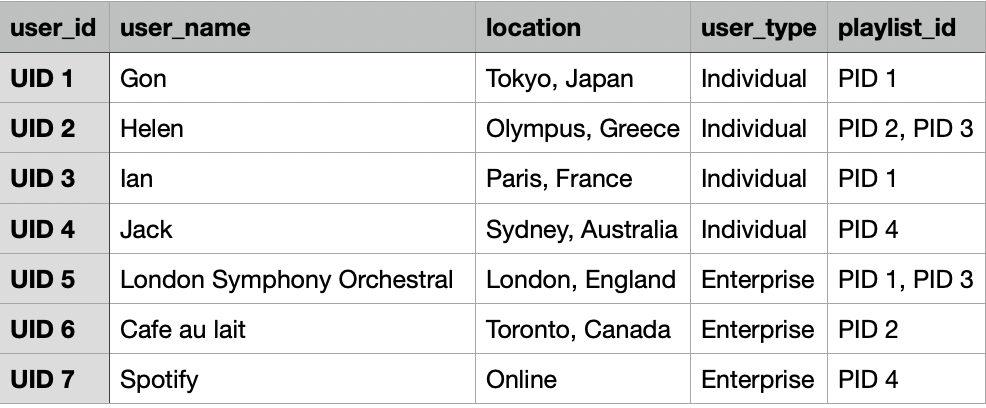 user_id user_name location user_type playlist_id
UID 1 Gon Tokyo, Japan Individual PID 1
UID 2 Helen Olympus, Greece Individual PID 2, PID 3
UID 3 Ian Paris, France Individual PID 1
UID 4 Jack Sydney, Australia Individual PID 4
UID 5 London Symphony Orchestral London, England Enterprise PID 1, PID 3
UID 6 Cafe au lait Toronto, Canada Enterprise PID 2
UID 7 Spotify Online Enterprise PID 4